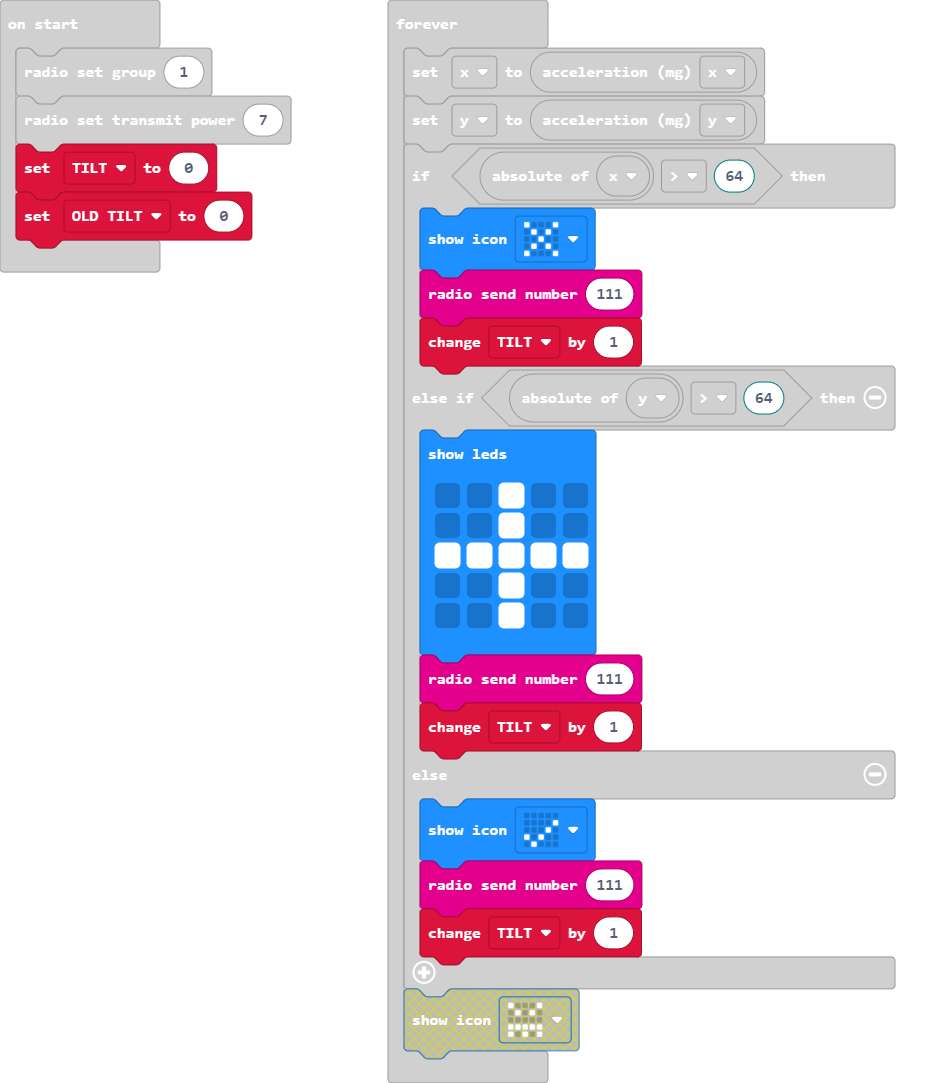 on start
radio set group 1
radio set transmit power 7
set TILT to 0
set OLD TILT to 0
forever
set x to acceleration (mg) x
set y to acceleration (mg) y
if absolute of x > 64 then
show icon
radio send number 111
change TILT by 1
else if absolute of y > 64 then
show leds
radio send number 111
change TILT by 1
else
show icon
radio send number 111
change TILT by 1
show icon